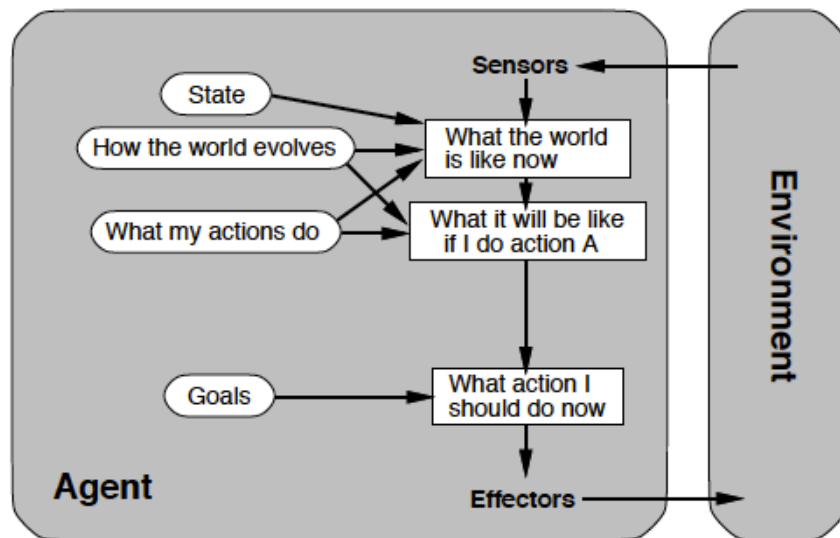 Sensors
State
What the world
is like now
How the world evolves
What it will be like
if I do action A
What my actions do
Environment
What action I
should do now
Goals
Agent
Effectors